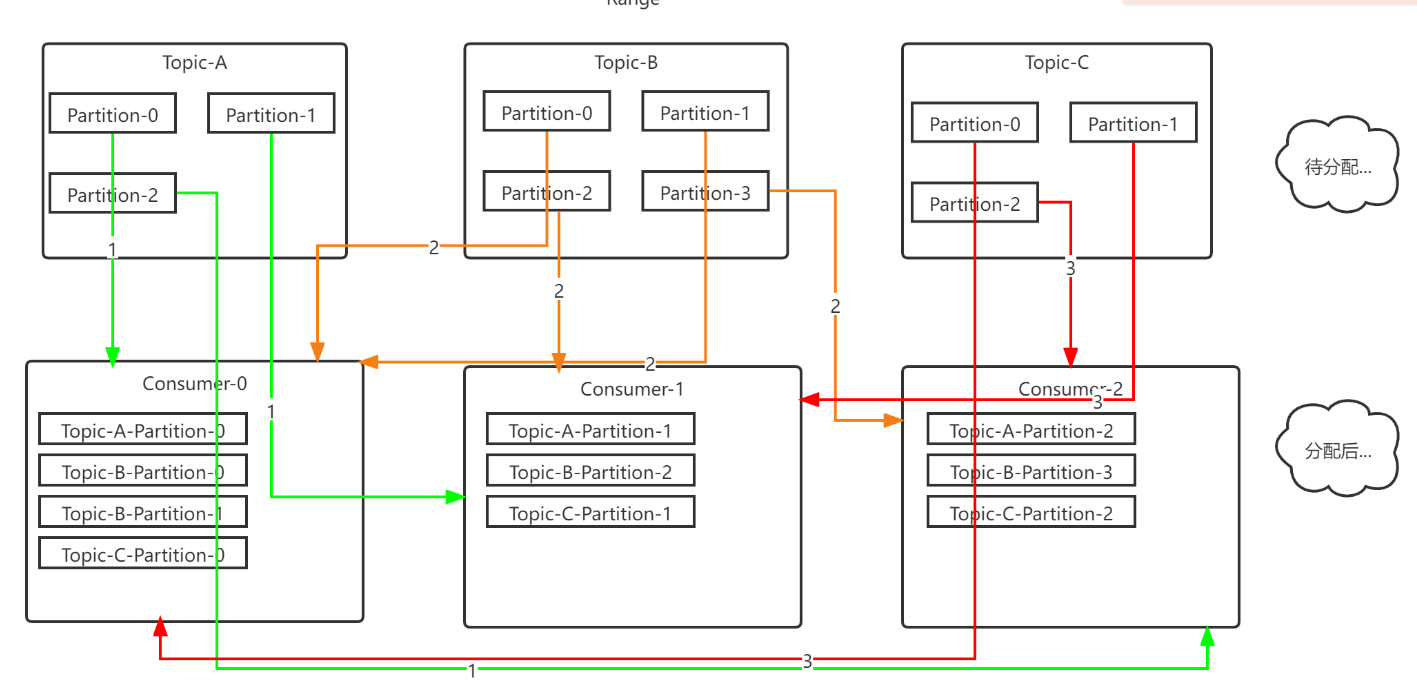 Range
Topic-A
Partition-0
Partition-1
Partition-2
1
Topic-B
Partition-0
Partition-1
Partition-2
Partition-3
2
2
2
2
Topic-C
Partition-0
Partition-1
Partition-2
3
待分配...
Consumer-0
Topic-A-Partition-0
Topic-B-Partition-0
Topic-B-Partition-1
Topic-C-Partition-0
1
Consumer-1
Topic-A-Partition-1
Topic-B-Partition-2
Topic-C-Partition-1
Consumer-2
3
Topic-A-Partition-2
Topic-B-Partition-3
Topic-C-Partition-2
分配后...
3
1